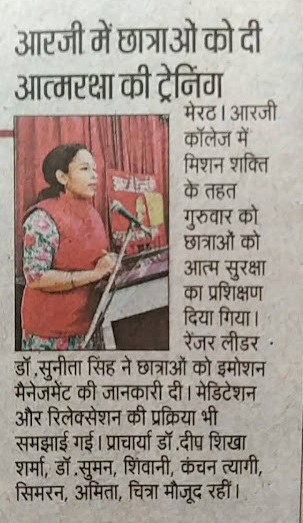 आरजी में छात्राओं को दी
आत्मरक्षा की ट्रेनिंग
मेरठ। आरजी
कॉलेज में
मिशन शक्ति
के तहत
गुरुवार को
छात्राओं को
आत्म सुरक्षा
का प्रशिक्षण
दिया गया।
रेंजर लीडर
डॉ.सुनीता सिंह ने छात्राओं को इमोशन
मैनेजमेंट की जानकारी दी। मेडिटेशन
और रिलेक्सेशन की प्रक्रिया भी
समझाई गई। प्राचार्या डॉ.दीप शिखा
शर्मा, डॉ.सुमन, शिवानी, कंचन त्यागी,
सिमरन, अमिता, चित्रा मौजूद रहीं।